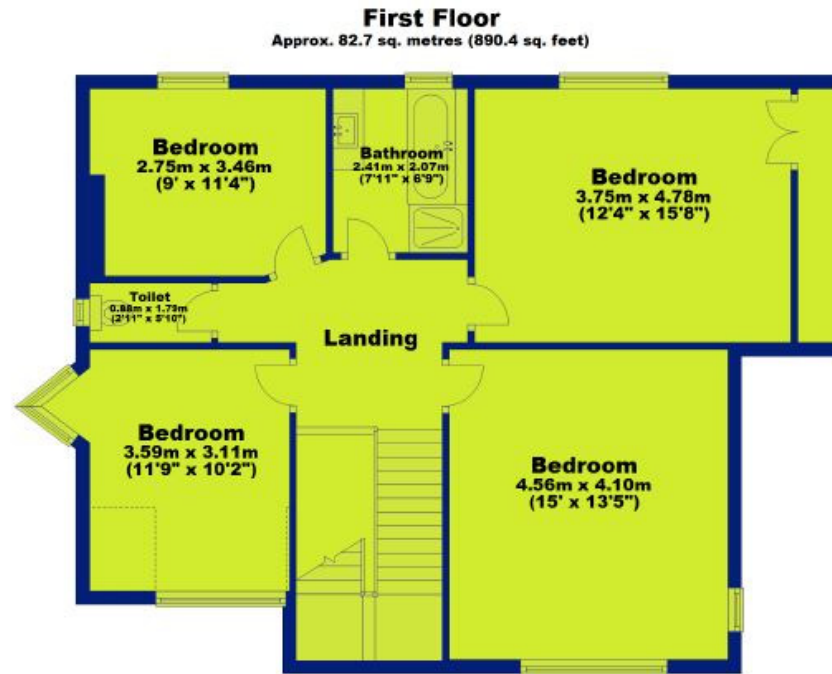 First Floor
Approx. 82.7 sq. metres (890.4 sq. feet)
Bedroom
2.75m x 3.46m
(9' x 11'4")
Bathroom
2.41m x 2.07m
(7'11" x 6'9")
Bedroom
3.75m x 4.78m
(12'4" x 15'8")
Toilet
0.88m x 1.79m
(2'11" x 5'10")
Landing
Bedroom
3.59m x 3.11m
(11'9" x 10'2")
Bedroom
4.56m x 4.10m
(15' x 13'5")